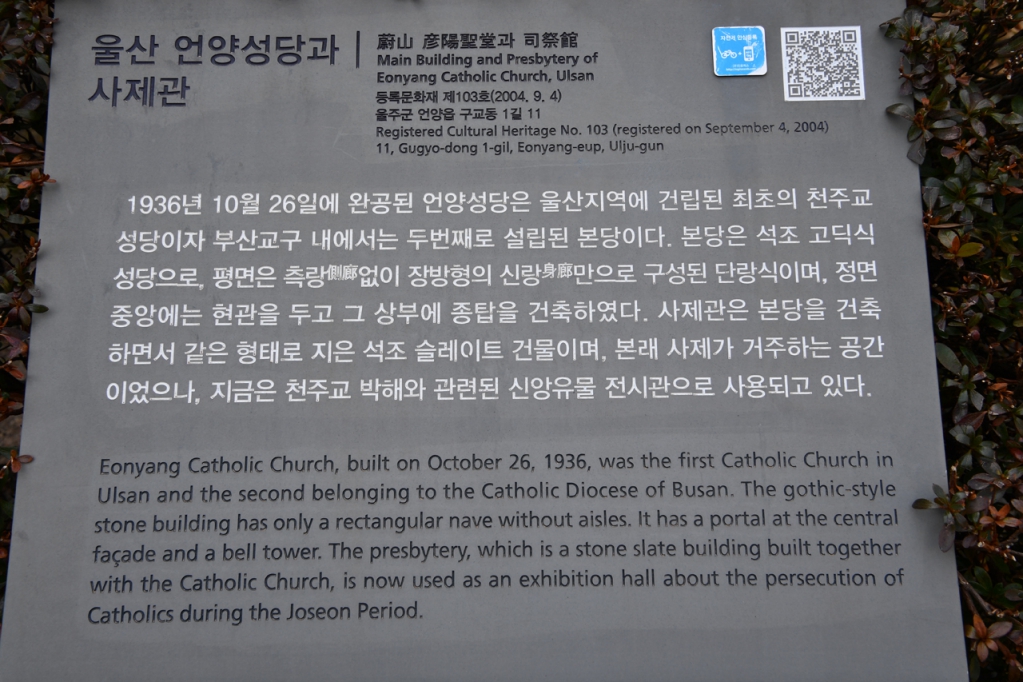 울산 언양성당과
사제관
蔚山 彦陽聖堂과 司祭館
Main Building and Presbytery of
Eonyang Catholic Church, Ulsan
등록문화재 제103호(2004. 9. 4)
울주군 언양읍 구교동 1길 11
Registered Cultural Heritage No. 103 (registered on September 4, 2004)
11, Gugyo-dong 1-gil, Eonyang-eup, Ulju-gun
1936년 10월 26일에 완공된 언양성당은 울산지역에 건립된 최초의 천주교
성당이자 부산교구 내에서는 두번째로 설립된 본당이다. 본당은 석조 고딕식
성당으로, 평면은 측랑側廊없이 장방형의 신랑身廊만으로 구성된 단랑식이며, 정면
중앙에는 현관을 두고 그 상부에 종탑을 건축하였다. 사제관은 본당을 건축
하면서 같은 형태로 지은 석조 슬레이트 건물이며, 본래 사제가 거주하는 공간
이었으나, 지금은 천주교 박해와 관련된 신앙유물 전시관으로 사용되고 있다.
Eonyang Catholic Church, built on October 26, 1936, was the first Catholic Church in
Ulsan and the second belonging to the Catholic Diocese of Busan. The gothic-style
stone building has only a rectangular nave without aisles. It has a portal at the central
façade and a bell tower. The presbytery, which is a stone slate building built together
with the Catholic Church, is now used as an exhibition hall about the persecution of
Catholics during the Joseon Period.